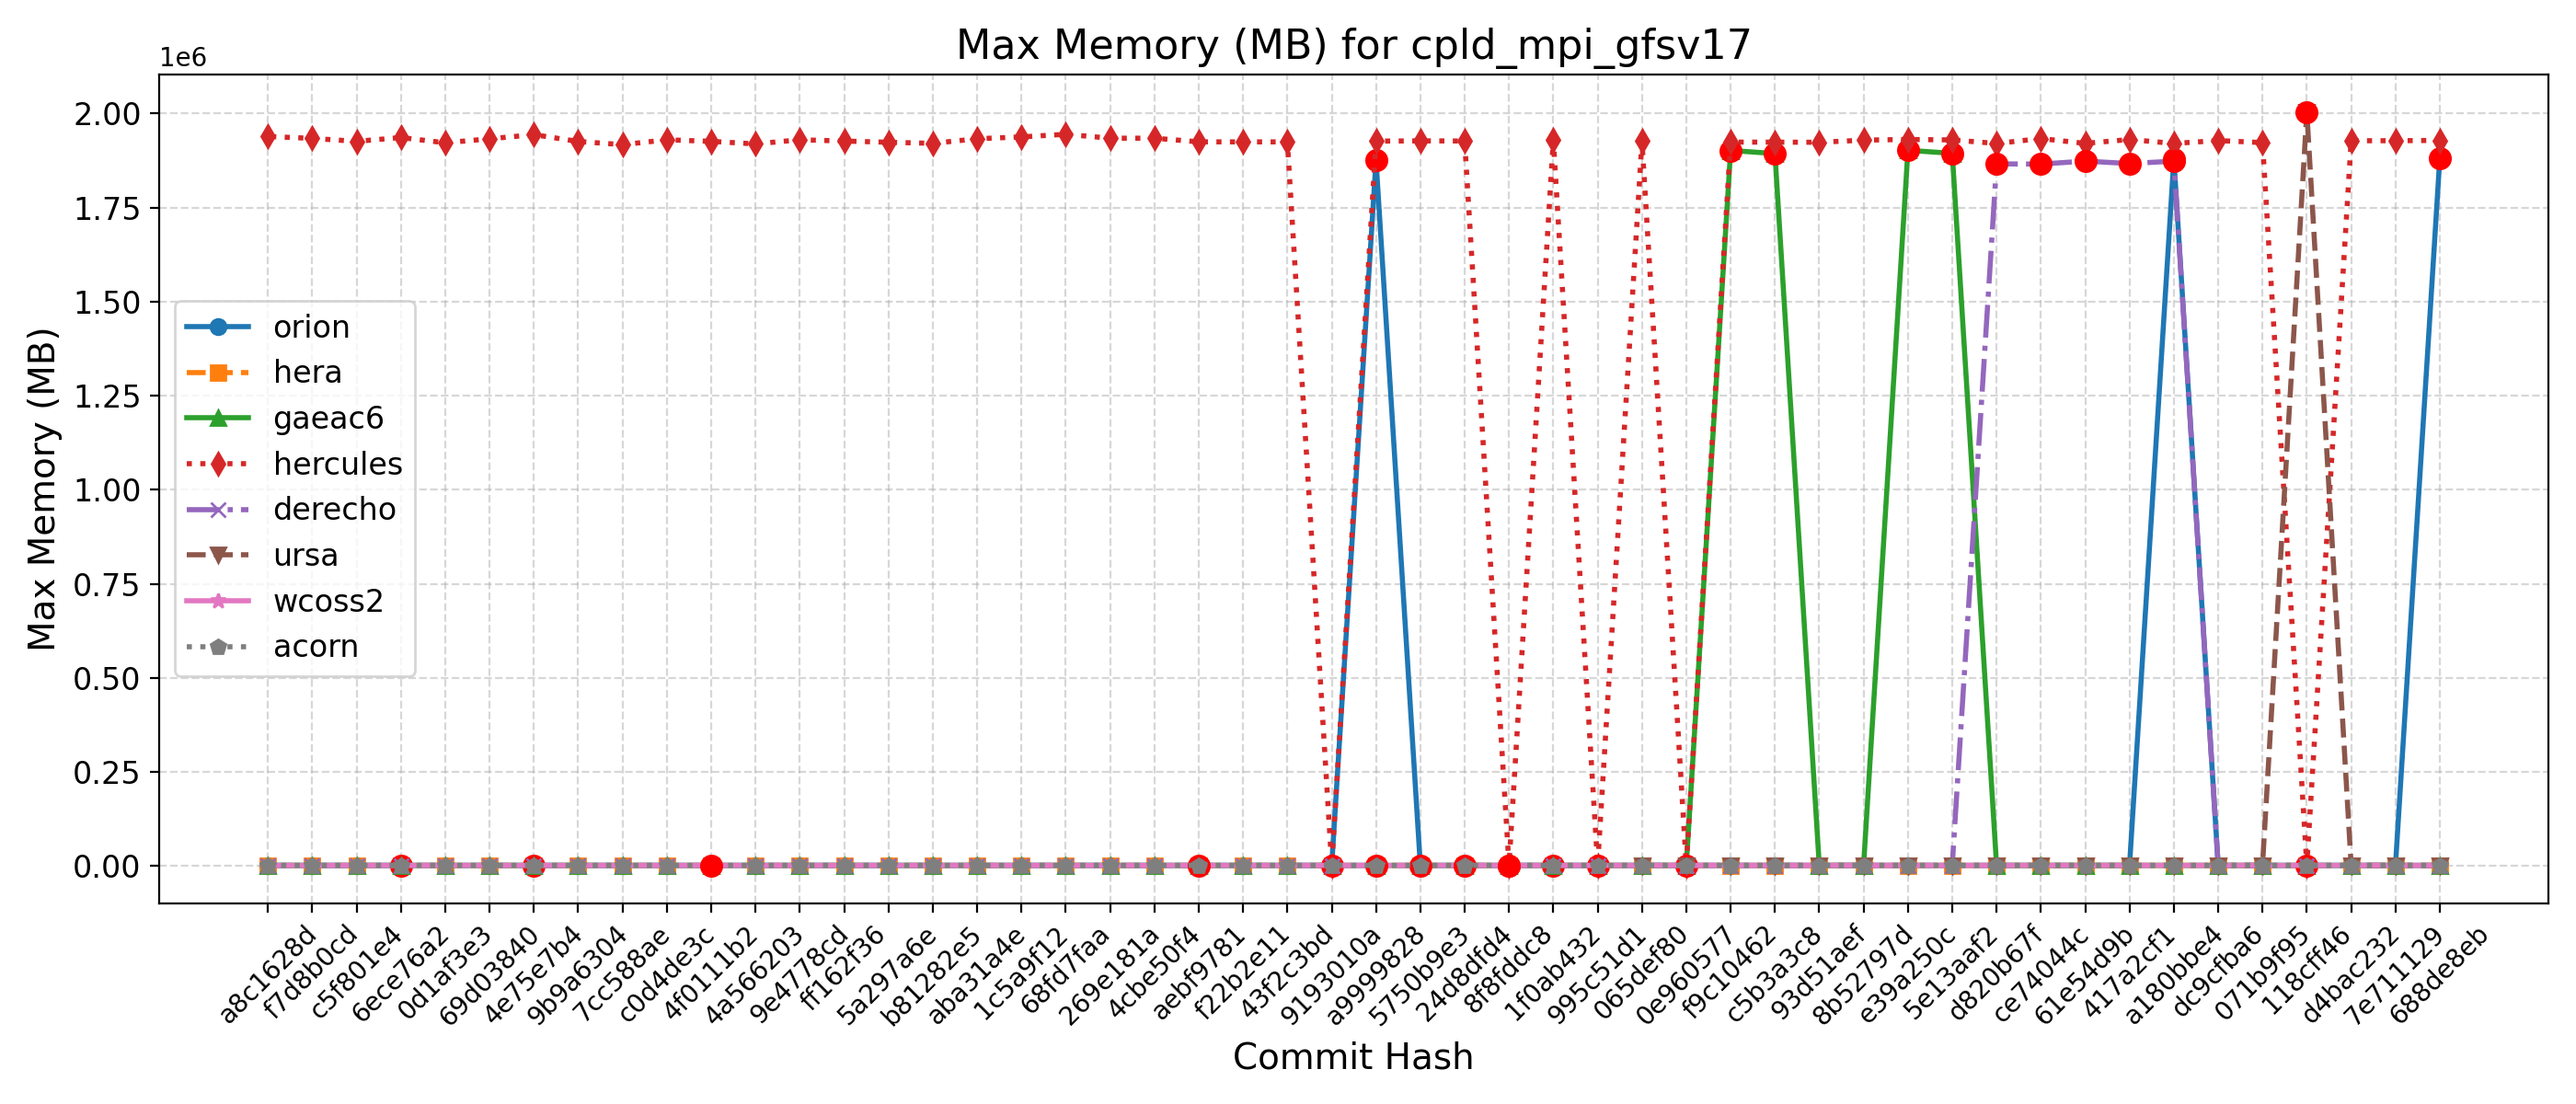 Max Memory (MB) for cpld_mpi_gfsv17
1e6
2.00
1.75
1.50
1.25
1.00
0.75
0.50
0.25
0.00
Max Memory (MB)
orion
hera
gaeac6
hercules
derecho
ursa
wcoss2
acorn
a8c1628d
f7d8b0cd
c5f801e4
6ece76a2
0d1af3e3
69d03840
4e75e7b4
9b9a6304
7cc588ae
c0d4de3c
4f0111b2
4a566203
9e4778cd
ff162f36
5a297a6e
b81282e5
aba31a4e
1c5a9f12
68fd7faa
269e181a
4cbe50f4
aebf9781
f22b2e11
43f2c3bd
9193010a
a9999828
5750b9e3
24d8dfd4
8f8fddc8
1f0ab432
995c51d1
065def80
0e960577
f9c10462
c5b3a3c8
93d51aef
8b52797d
e39a250c
5e13aaf2
d820b67f
ce74044c
61e54d9b
417a2cf1
a180bbe4
dc9cfba6
071b9f95
118cff46
d4bac232
7e711129
688de8eb
Commit Hash